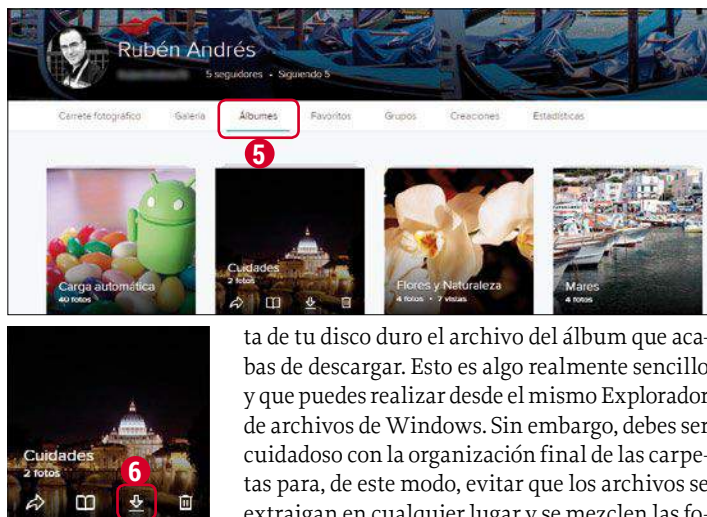 Rubén Andrés
5 seguidores • Siguiendo 5
Carrete fotográfico Galería Álbumes Favoritos Grupos Creaciones Estadísticas
5
Carga automática
40 fotos
Cuidades
2 fotos
Flores y Naturaleza
4 fotos • 7 vistas
Mares
4 fotos
Cuidades
2 fotos
6
ta de tu disco duro el archivo del álbum que aca-
bas de descargar. Esto es algo realmente sencillo
y que puedes realizar desde el mismo Explorador
de archivos de Windows. Sin embargo, debes ser
cuidadoso con la organización final de las carpe-
tas para, de este modo, evitar que los archivos se
extraigan en cualquier lugar y se mezclen las fo-